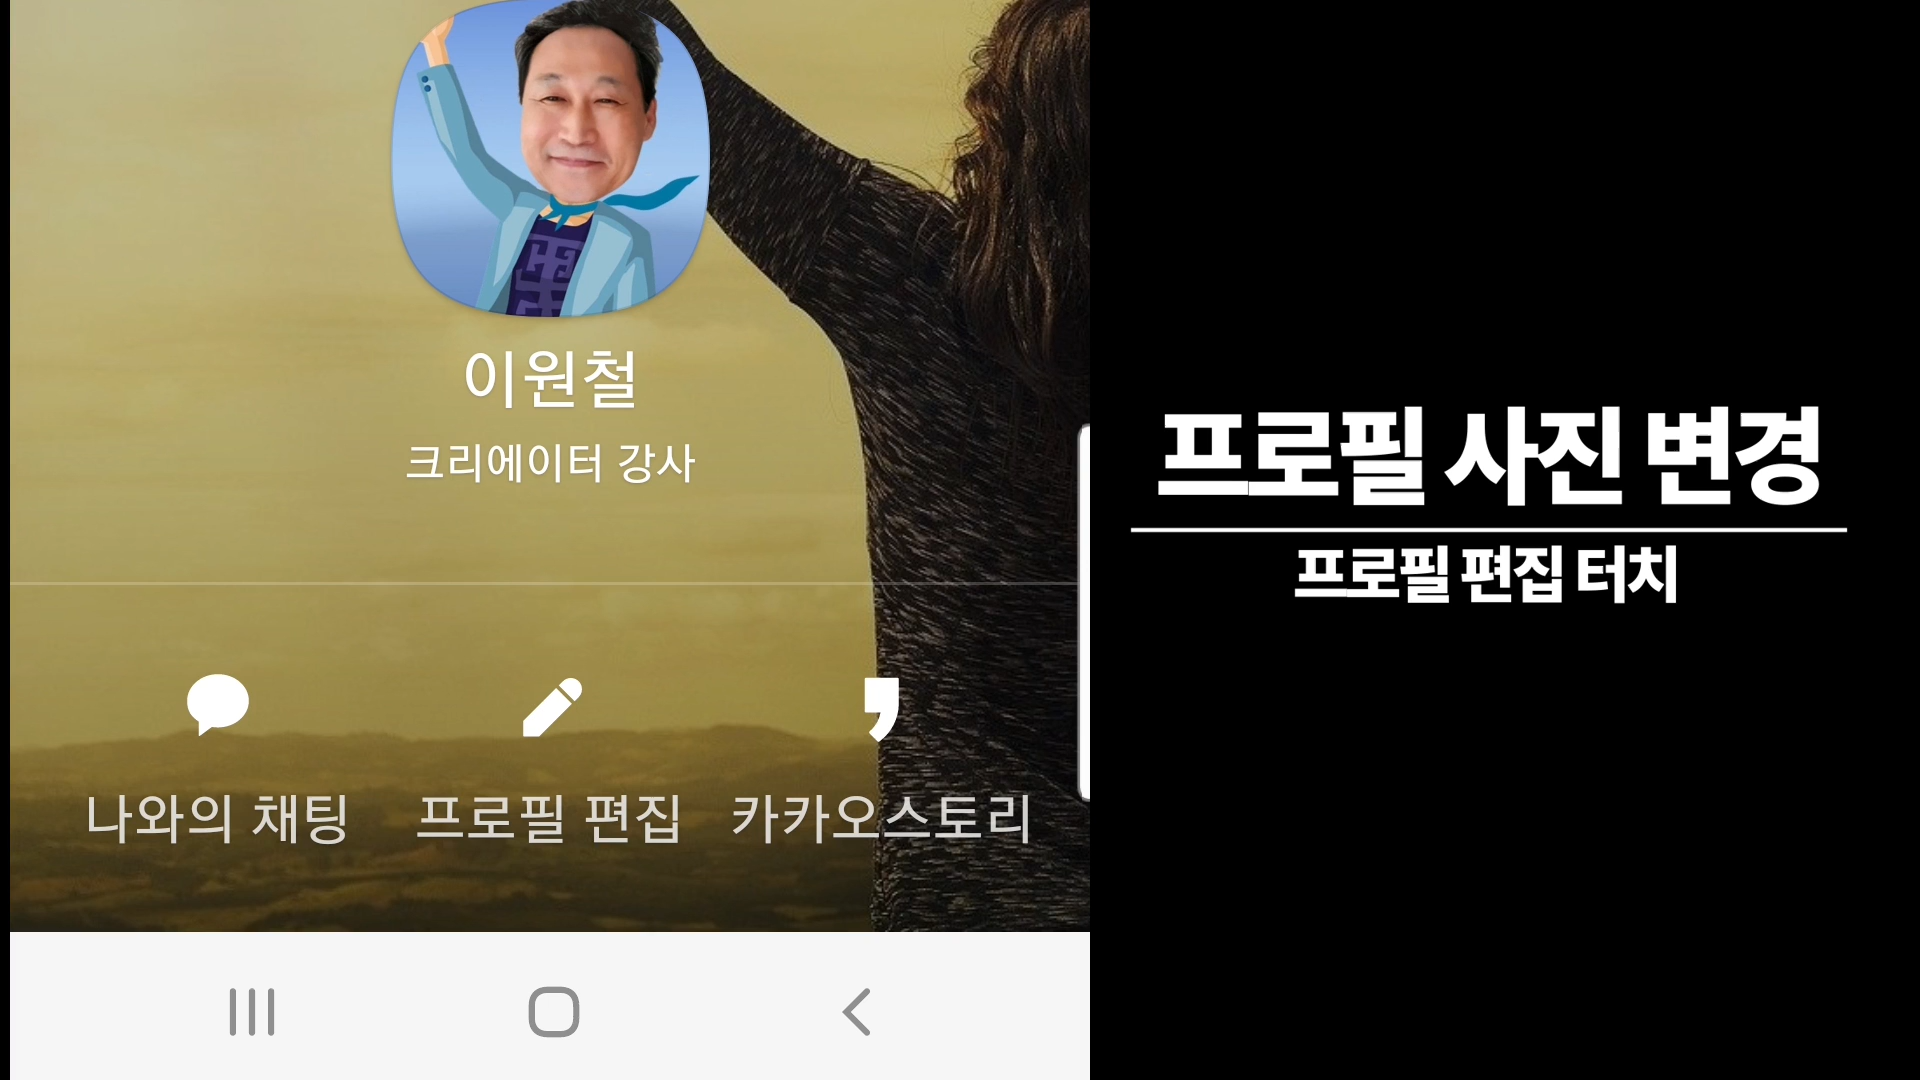 이원철
크리에이터 강사
나와의 채팅
프로필 편집
카카오스토리
프로필 사진 변경
프로필 편집 터치